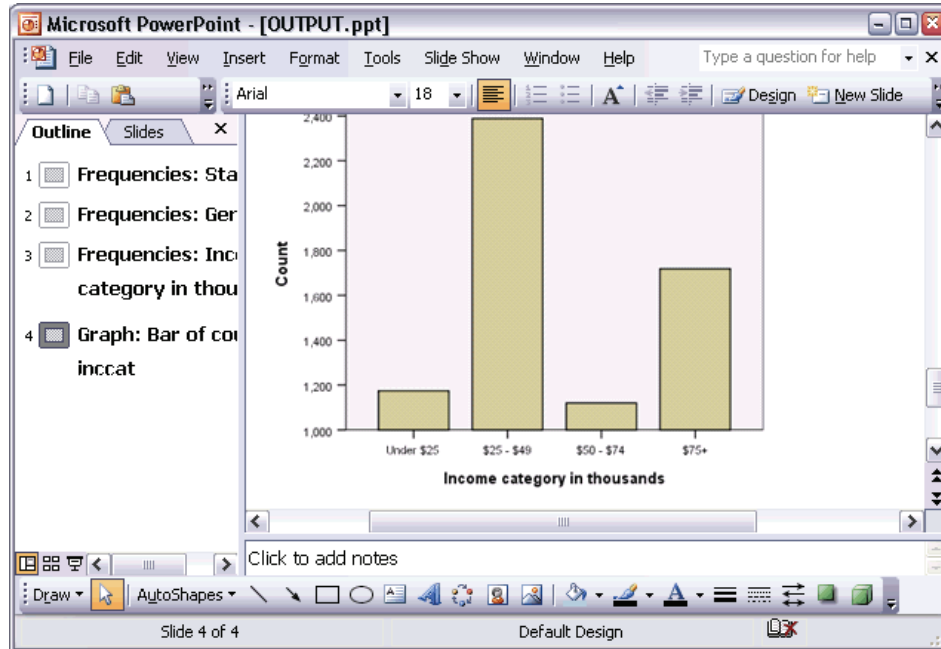 Microsoft PowerPoint - [OUTPUT.ppt]
File Edit View Insert Format Tools Slide Show Window Help Type a question for help
Arial 18 A Design New Slide
Outline Slides
1 Frequencies: Sta
2 Frequencies: Ger
3 Frequencies: Inc
category in thou
4 Graph: Bar of cou
inccat
2,400
2,200
2,000
1,800
1,600
1,400
1,200
1,000
Count
Under $25 $25 - $49 $50 - $74 $75+
Income category in thousands
Click to add notes
Draw AutoShapes A
Slide 4 of 4 Default Design